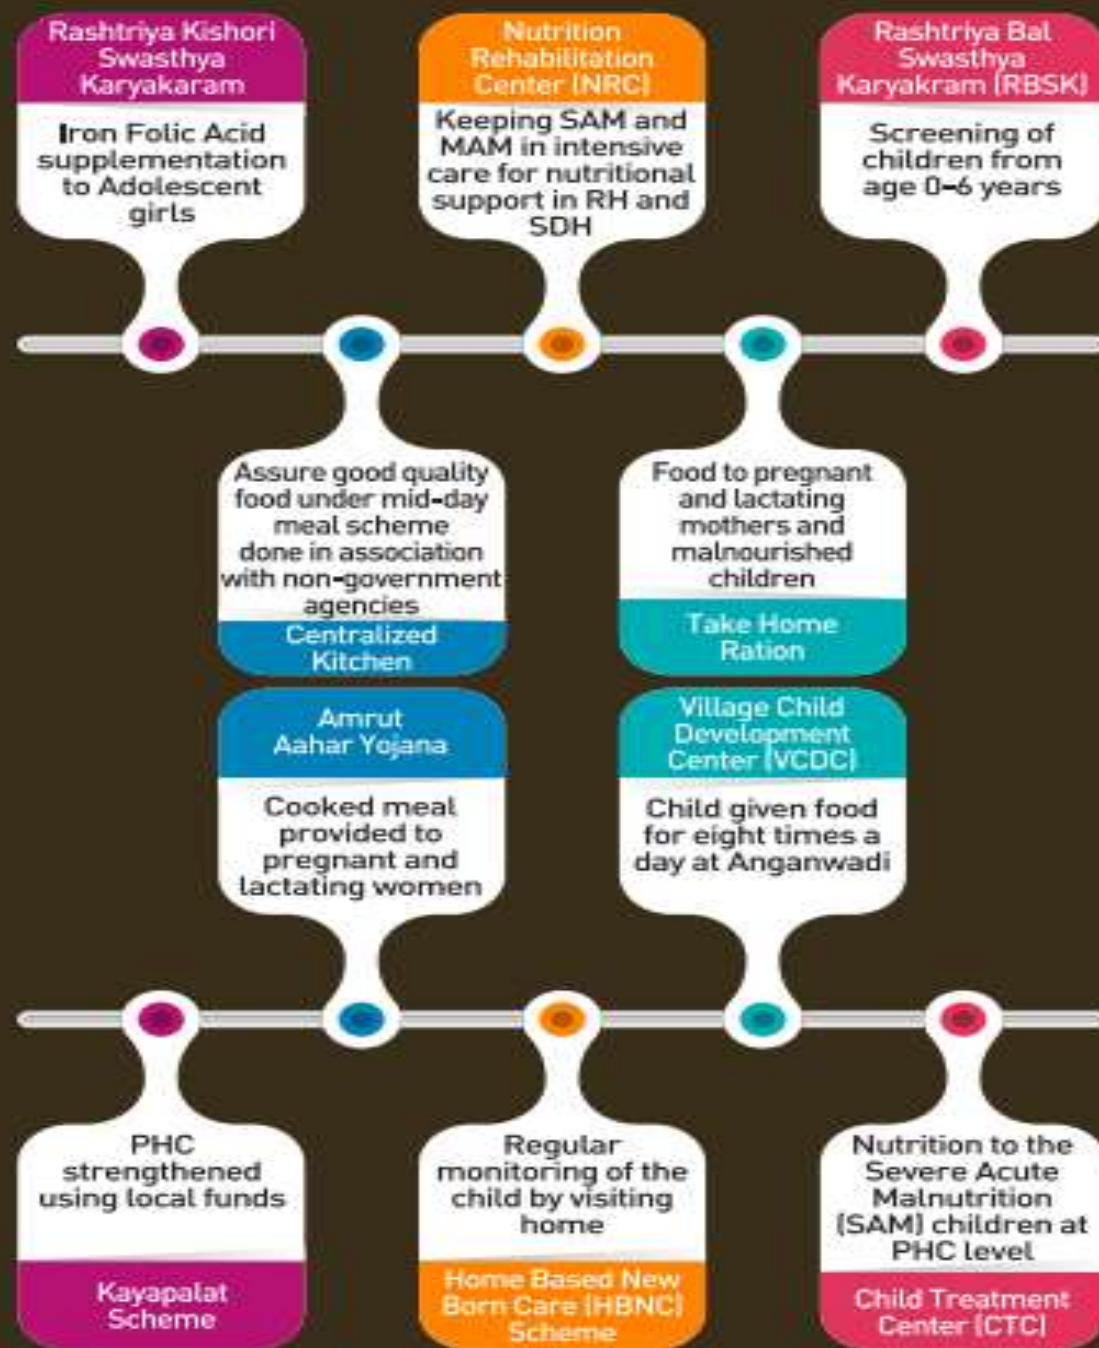 Rashtriya Kishori
Swasthya
Karyakaram
Iron Folic Acid
supplementation
to Adolescent
girls
Nutrition
Rehabilitation
Center (NRC)
Keeping SAM and
MAM in intensive
care for nutritional
support in RH and
SDH
Rashtriya Bal
Swasthya
Karyakram (RBSK)
Screening of
children from
age 0-6 years
Assure good quality
food under mid-day
meal scheme
done in association
with non-government
agencies
Centralized
Kitchen
Food to pregnant
and lactating
mothers and
malnourished
children
Take Home
Ration
Amrut
Aahar Yojana
Cooked meal
provided to
pregnant and
lactating women
Village Child
Development
Center (VCDC)
Child given food
for eight times a
day at Anganwadi
PHC
strengthened
using local funds
Kayapalat
Scheme
Regular
monitoring of the
child by visiting
home
Home Based New
Born Care (HBNC)
Scheme
Nutrition to the
Severe Acute
Malnutrition
(SAM) children at
PHC level
Child Treatment
Center (CTC)